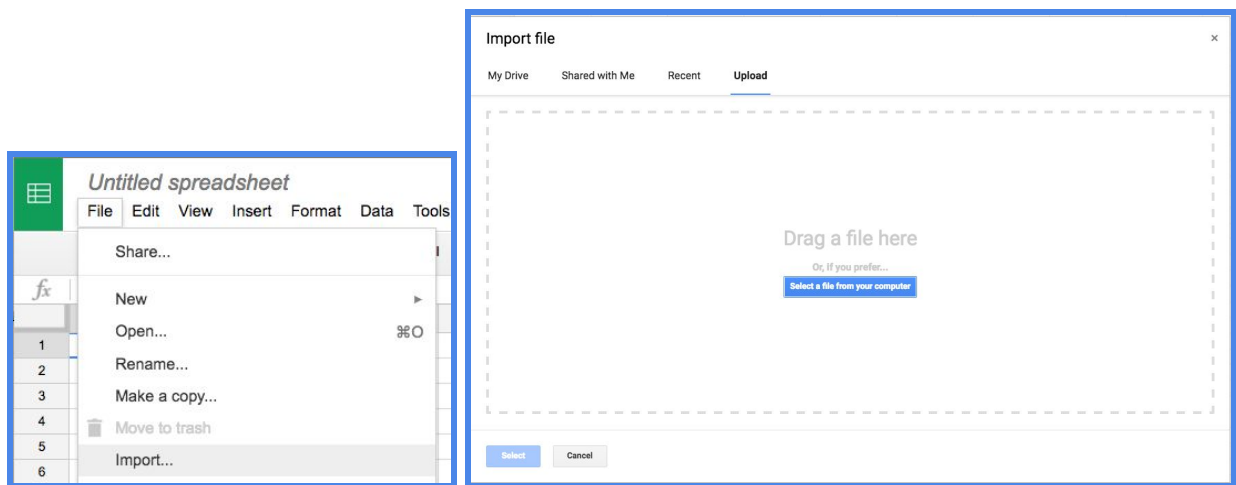 Untitled spreadsheet
File Edit View Insert Format Data Tools
Share...
fx
New ►
Open... ⌘O
Rename...
Make a copy...
Move to trash
Import...
1
2
3
4
5
6
Import file ×
My Drive Shared with Me Recent Upload
Drag a file here
Or, if you prefer...
Select a file from your computer
Select Cancel